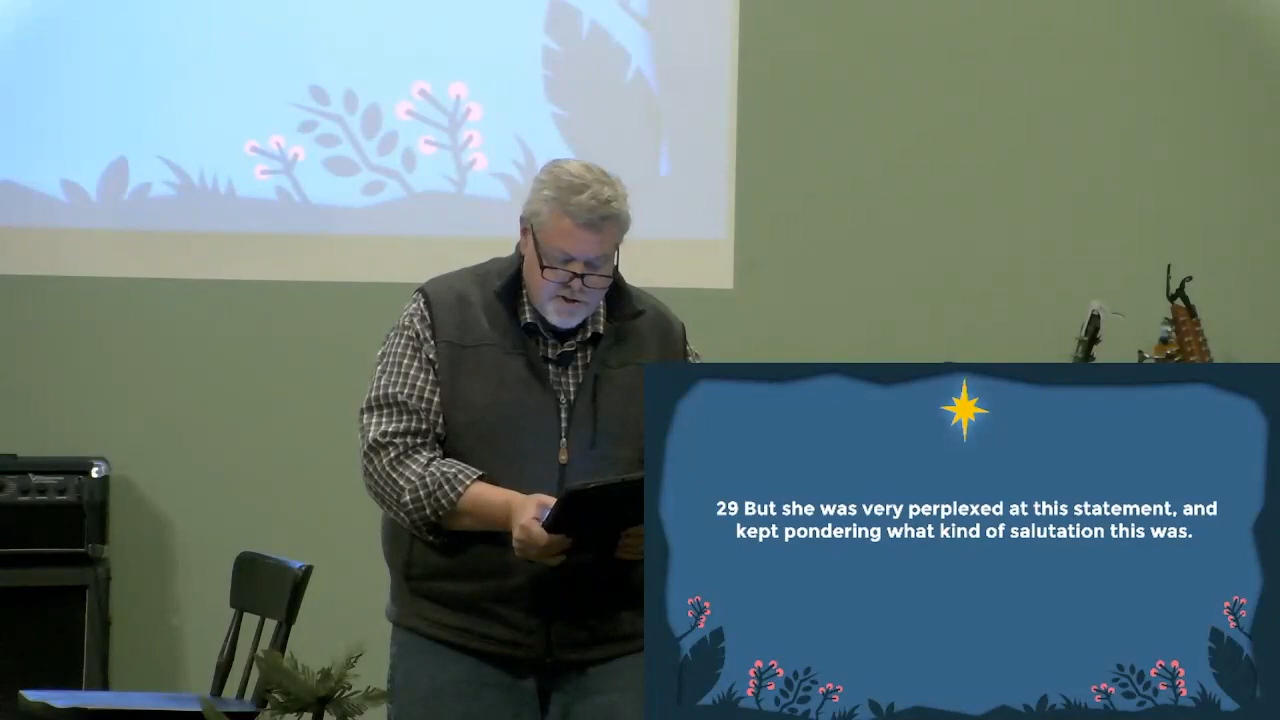 29 But she was very perplexed at this statement, and
kept pondering what kind of salutation this was.